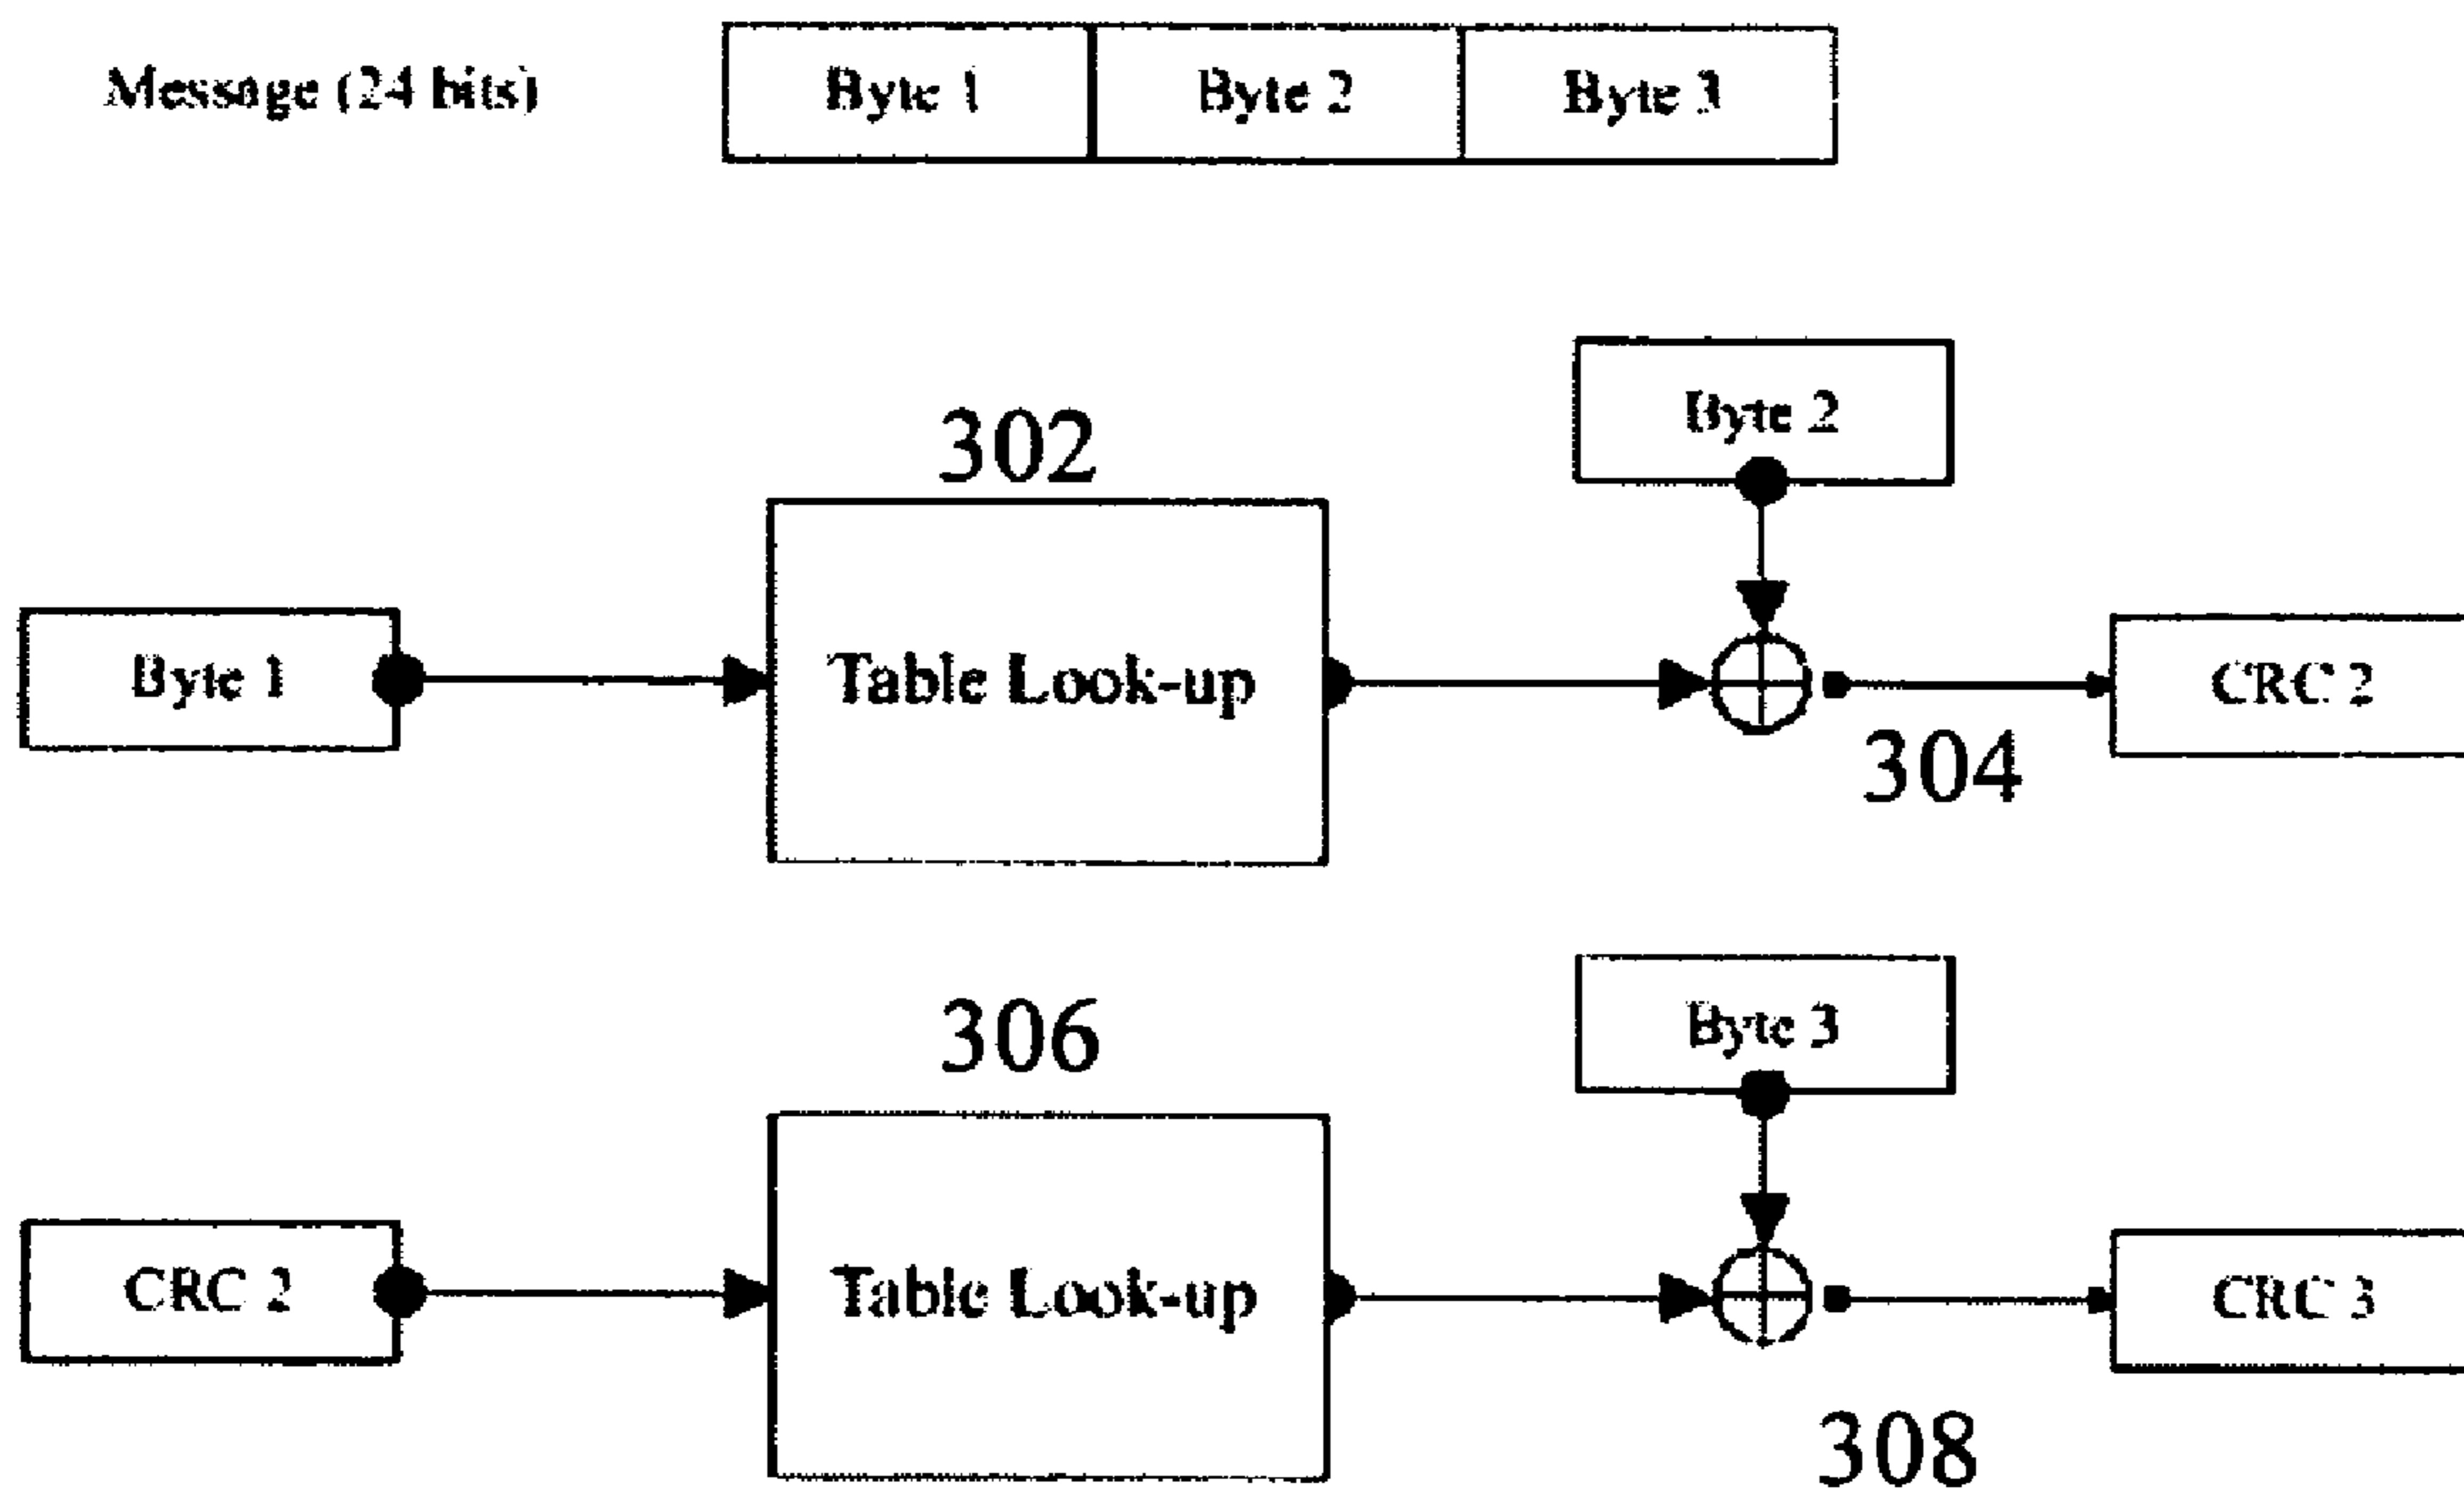 Message (24 bits)
Byte 1 Byte 2 Byte 3
Byte 2
302
Byte 1 Table Look-up CRC 2
304
Byte 3
306
CRC 2 Table Look-up CRC 3
308